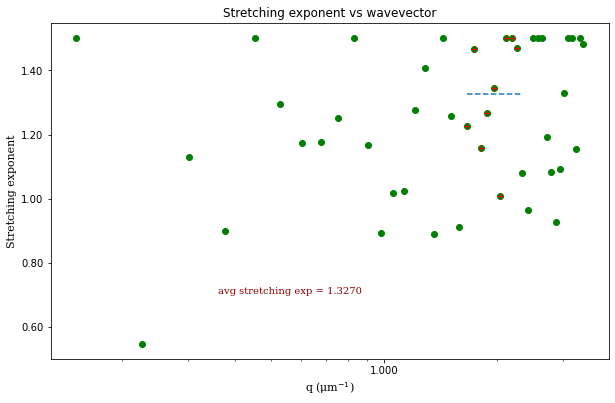 Stretching exponent vs wavevector
Stretching exponent
1.40
1.20
1.00
0.80
0.60
avg stretching exp = 1.3270
1.000
q (μm⁻¹)